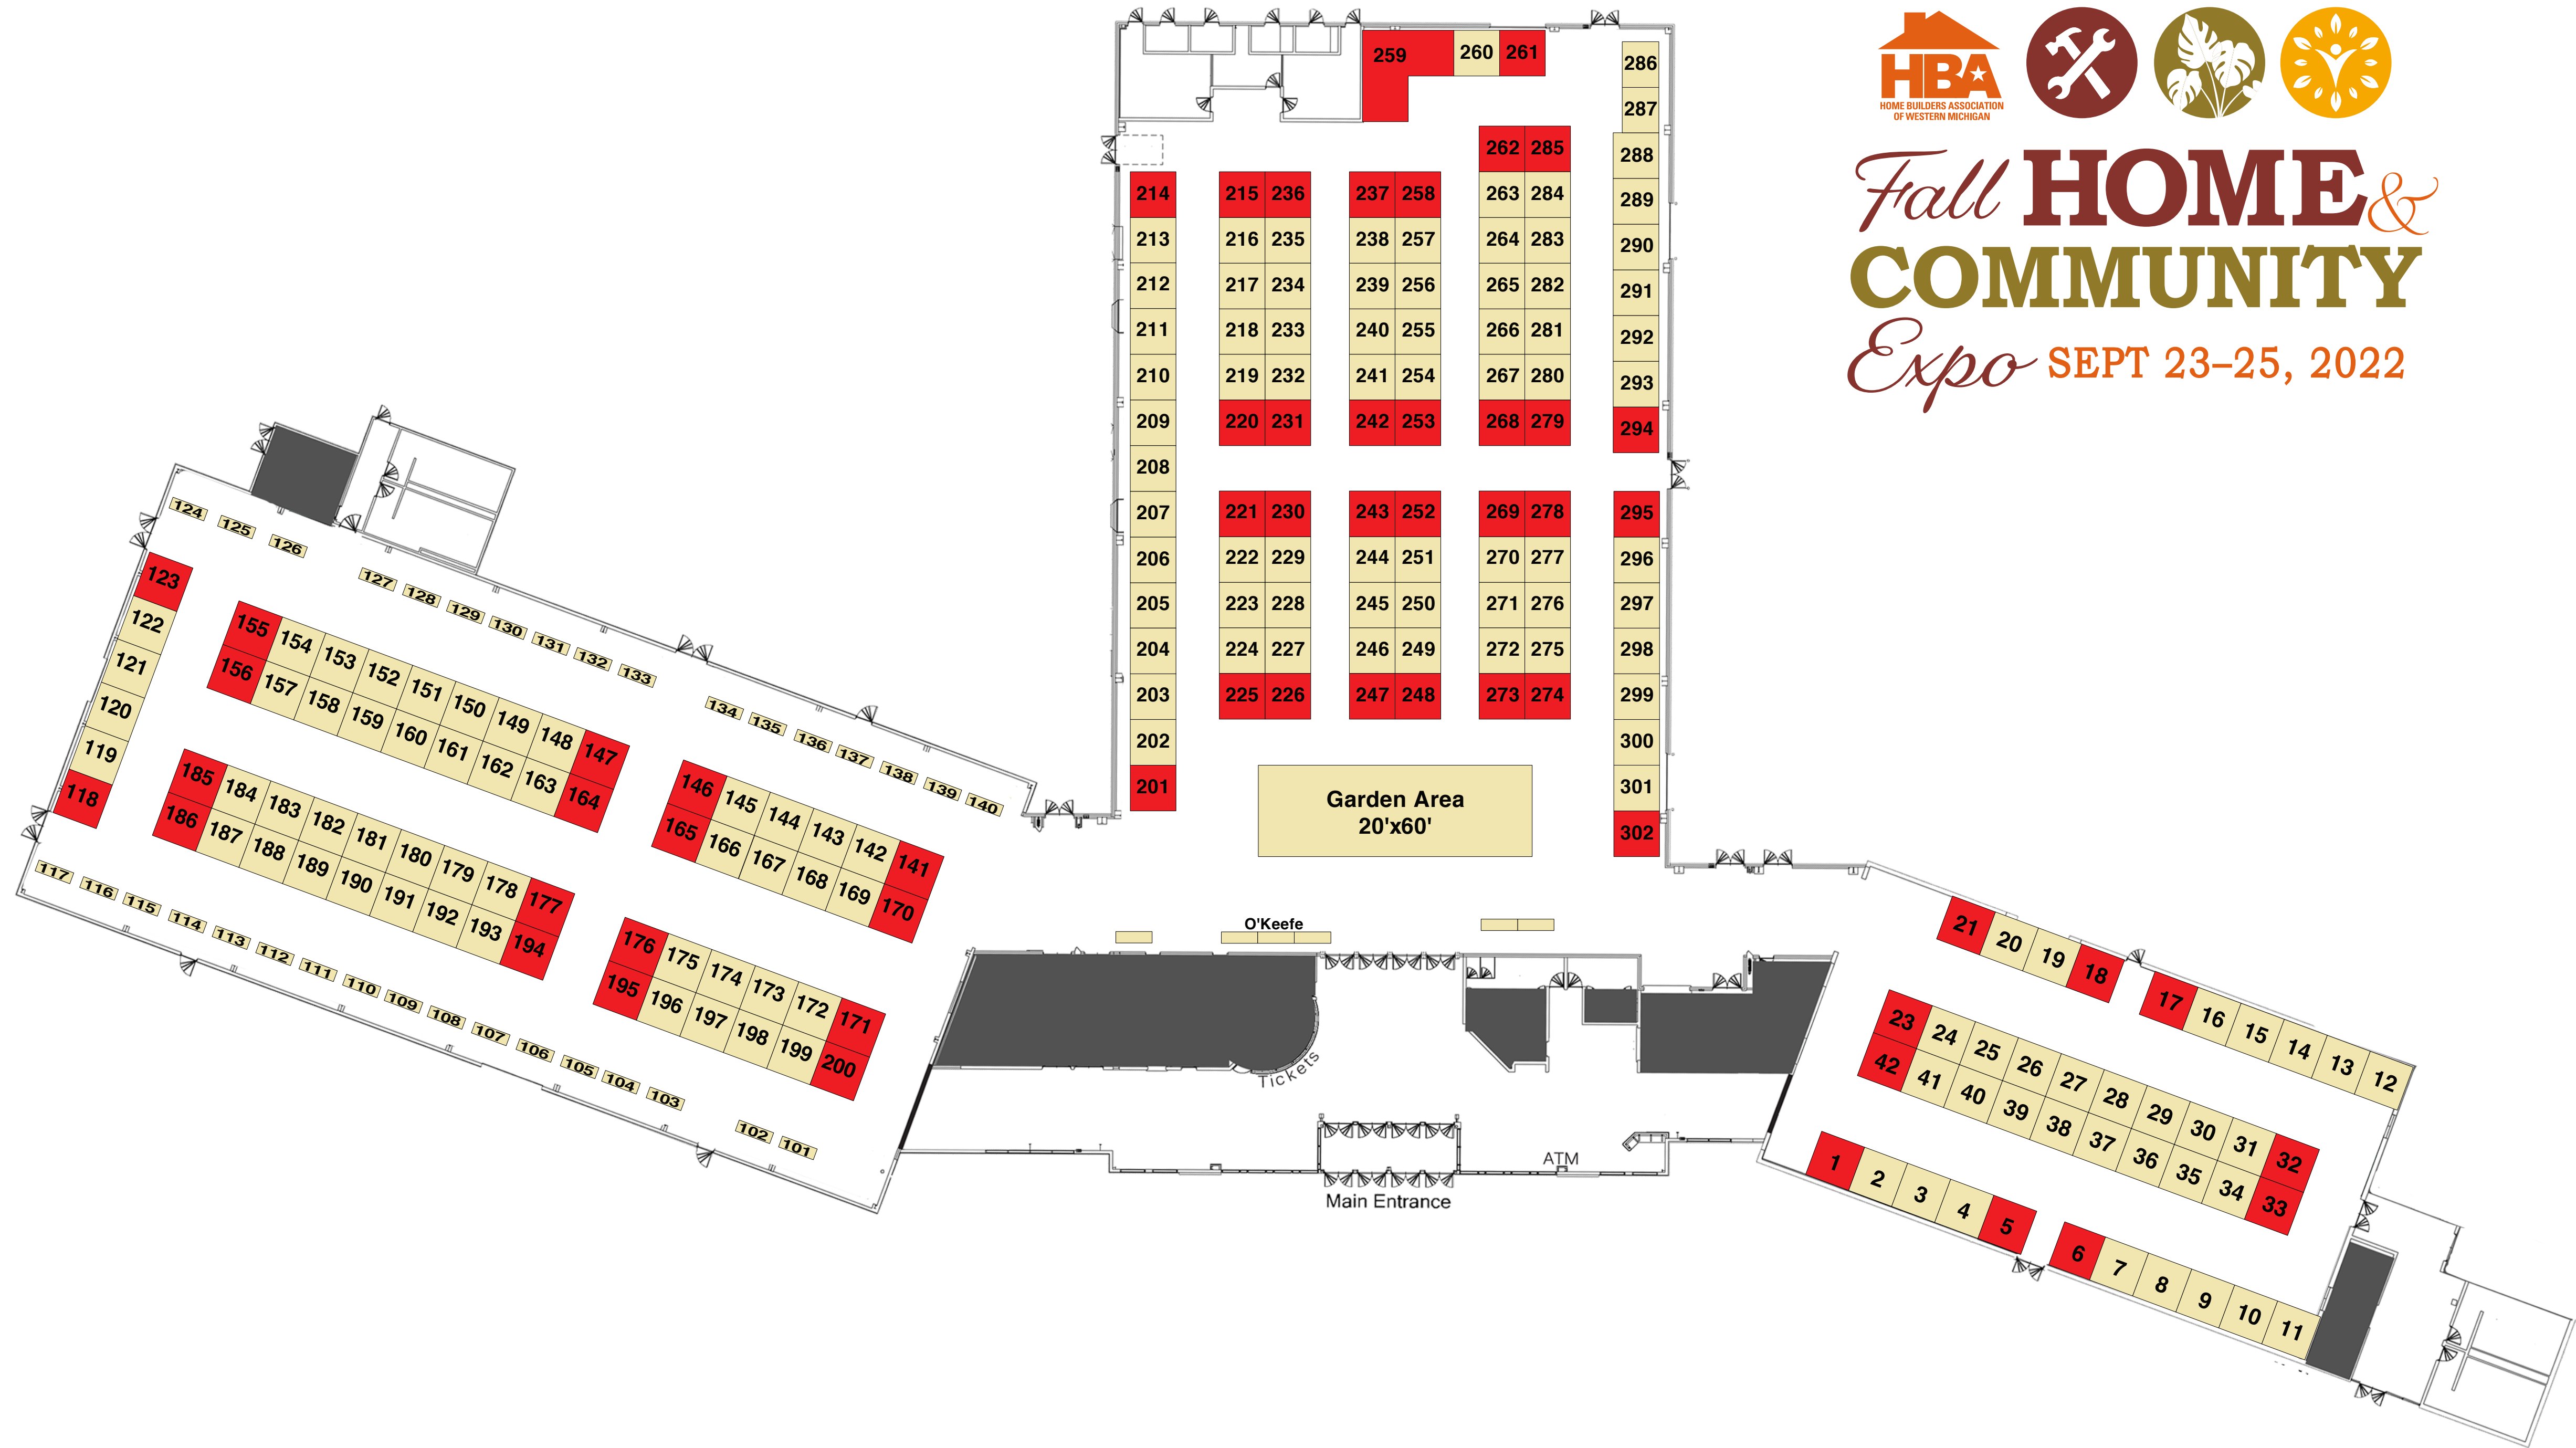 HBA
HOME BUILDERS ASSOCIATION
OF WESTERN MICHIGAN
Fall HOME &
COMMUNITY
Expo SEPT 23–25, 2022
259 260 261
286
287
262 285 288
214 215 236 237 258 263 284 289
213 216 235 238 257 264 283 290
212 217 234 239 256 265 282 291
211 218 233 240 255 266 281 292
210 219 232 241 254 267 280 293
209 220 231 242 253 268 279 294
208
207 221 230 243 252 269 278 295
206 222 229 244 251 270 277 296
205 223 228 245 250 271 276 297
204 224 227 246 249 272 275 298
203 225 226 247 248 273 274 299
202 300
201 301
302
Garden Area
20'x60'
O'Keefe
Tickets
ATM
Main Entrance
124 125 126
127 128 129 130 131 132 133
134 135 136 137 138 139 140
123
122
121
120
119
118
155 154 153 152 151 150 149 148 147
156 157 158 159 160 161 162 163 164
146 145 144 143 142 141
165 166 167 168 169 170
185 184 183 182 181 180 179 178 177
186 187 188 189 190 191 192 193 194
176 175 174 173 172 171
195 196 197 198 199 200
117 116 115 114 113 112 111 110 109 108 107 106 105 104 103
102 101
21 20 19 18
17 16 15 14 13 12
23 24 25 26 27 28 29 30 31 32
42 41 40 39 38 37 36 35 34 33
1 2 3 4 5
6 7 8 9 10 11